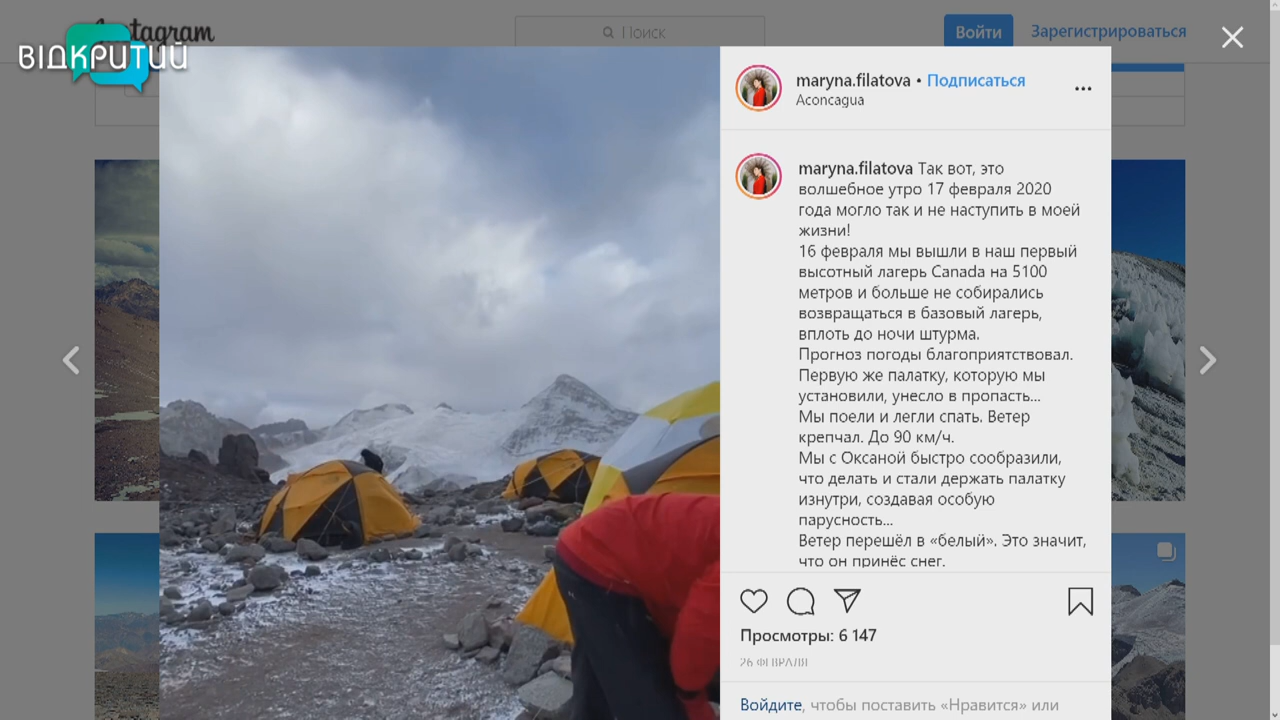 Instagram
ВІДКРИТИЙ
Поиск
Войти
Зарегистрироваться
maryna.filatova • Подписаться
Aconcagua
maryna.filatova Так вот, это
волшебное утро 17 февраля 2020
года могло так и не наступить в моей
жизни!
16 февраля мы вышли в наш первый
высотный лагерь Canada на 5100
метров и больше не собирались
возвращаться в базовый лагерь,
вплоть до ночи штурма.
Прогноз погоды благоприятствовал.
Первую же палатку, которую мы
установили, унесло в пропасть...
Мы поели и легли спать. Ветер
крепчал. До 90 км/ч.
Мы с Оксаной быстро сообразили,
что делать и стали держать палатку
изнутри, создавая особую
парусность...
Ветер перешёл в «белый». Это значит,
что он принёс снег.
Просмотры: 6 147
26 ФЕВРАЛЯ
Войдите, чтобы поставить «Нравится» или